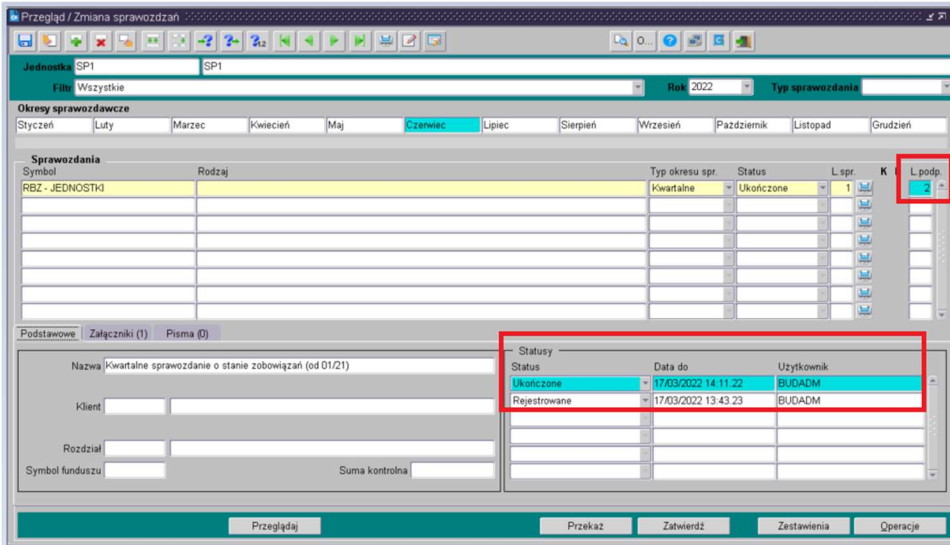 Przegląd / Zmiana sprawozdań
0...
Jednostka SP1 SP1
Filtr Wszystkie Rok 2022 Typ sprawozdania
Okresy sprawozdawcze
Styczeń Luty Marzec Kwiecień Maj Czerwiec Lipiec Sierpień Wrzesień Październik Listopad Grudzień
Sprawozdania
Symbol Rodzaj Typ okresu spr. Status L.spr. K L.podp.
RBZ - JEDNOSTKI Kwartalne Ukończone 1 2
Podstawowe Załączniki (1) Pisma (0)
Nazwa Kwartalne sprawozdanie o stanie zobowiązań (od 01/21)
Klient
Rozdział
Symbol funduszu Suma kontrolna
Statusy
Status Data do Użytkownik
Ukończone 17/03/2022 14:11.22 BUDADM
Rejestrowane 17/03/2022 13:43.23 BUDADM
Przeglądaj Przekaż Zatwierdź Zestawienia Operacje